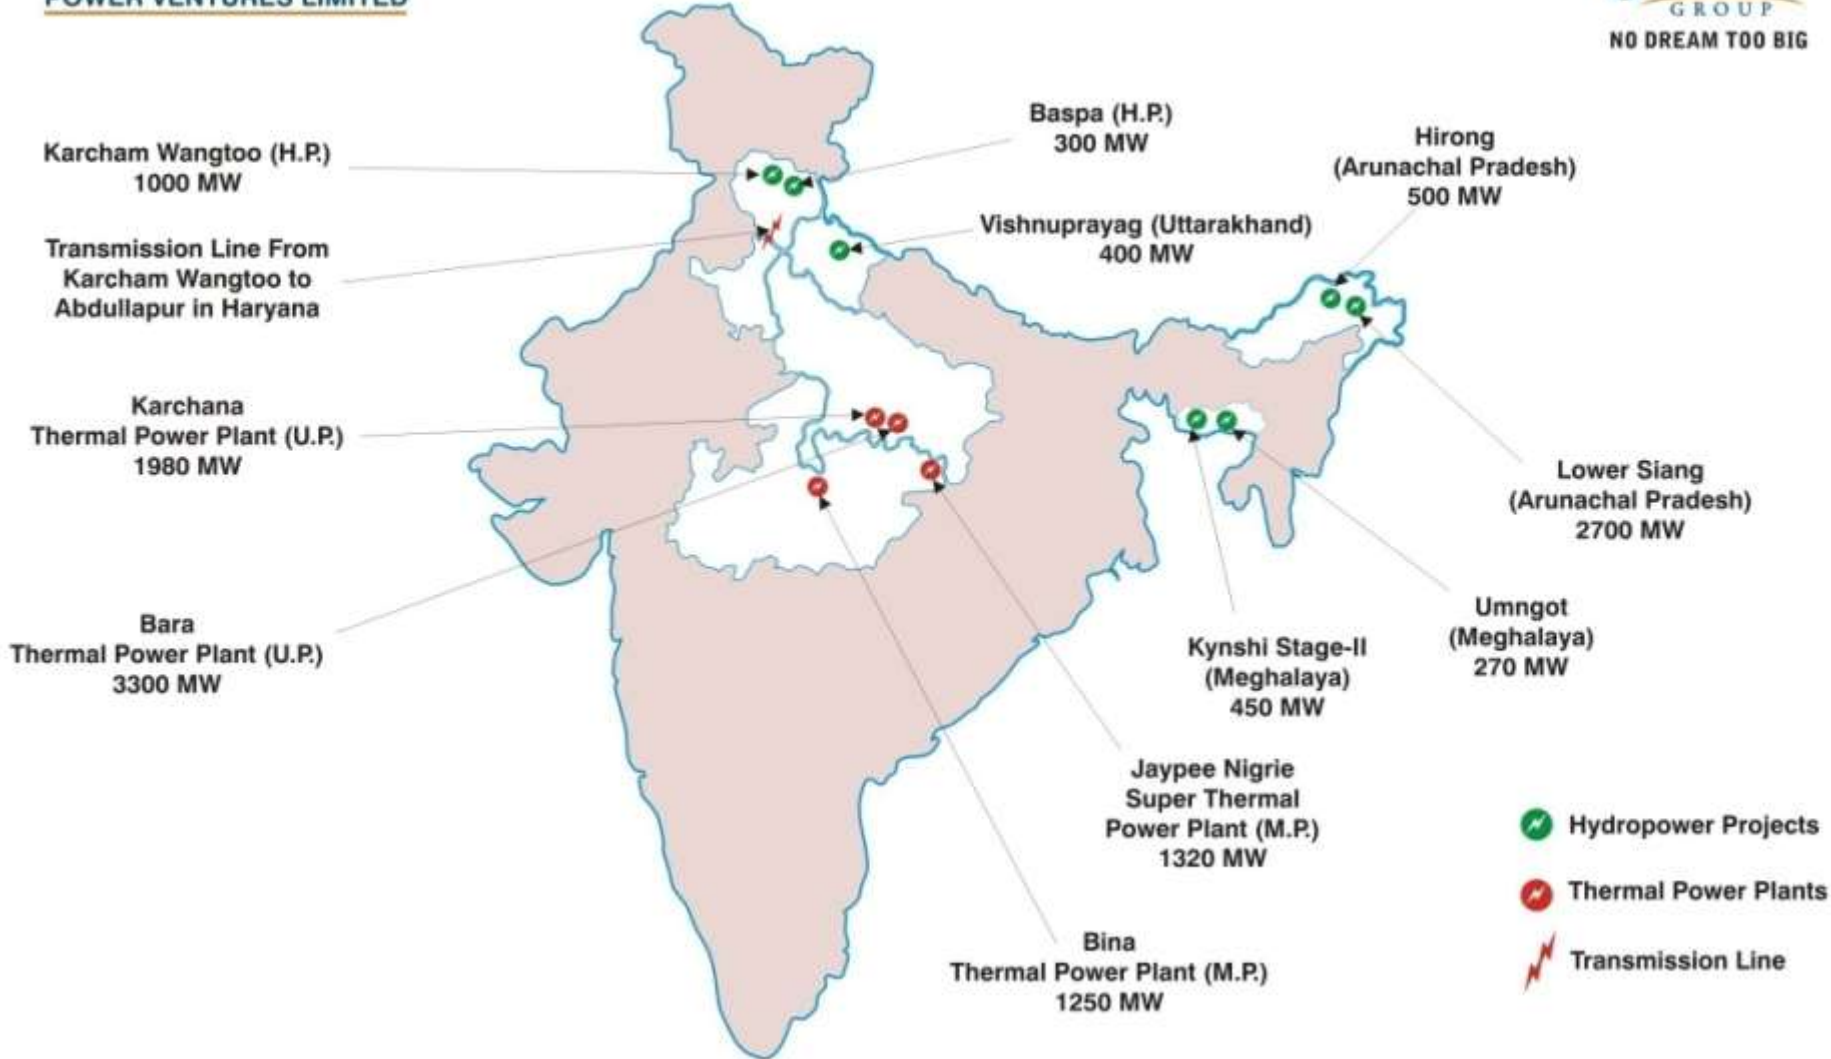 POWER VENTURES LIMITED
GROUP
NO DREAM TOO BIG
Karcham Wangtoo (H.P.)
1000 MW
Baspa (H.P.)
300 MW
Hirong
(Arunachal Pradesh)
500 MW
Transmission Line From
Karcham Wangtoo to
Abdullapur in Haryana
Vishnuprayag (Uttarakhand)
400 MW
Karchana
Thermal Power Plant (U.P.)
1980 MW
Lower Siang
(Arunachal Pradesh)
2700 MW
Bara
Thermal Power Plant (U.P.)
3300 MW
Umngot
(Meghalaya)
270 MW
Kynshi Stage-II
(Meghalaya)
450 MW
Jaypee Nigrie
Super Thermal
Power Plant (M.P.)
1320 MW
Bina
Thermal Power Plant (M.P.)
1250 MW
Hydropower Projects
Thermal Power Plants
Transmission Line